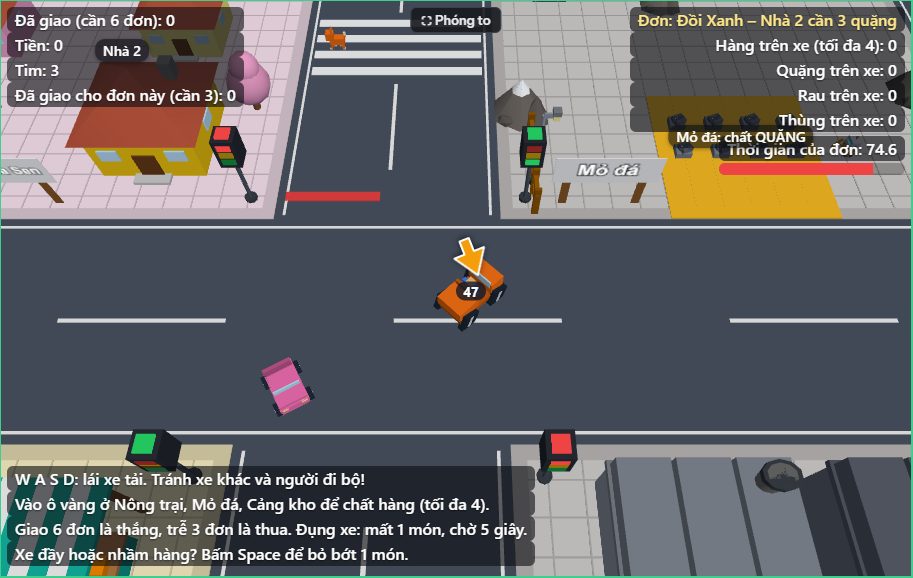 Đã giao (cần 6 đơn): 0
Tiền: 0
Nhà 2
Tim: 3
Đã giao cho đơn này (cần 3): 0
Phóng to
Đơn: Đồi Xanh – Nhà 2 cần 3 quặng
Hàng trên xe (tối đa 4): 0
Quặng trên xe: 0
Rau trên xe: 0
Thùng trên xe: 0
Mỏ đá: chất QUẶNG
Thời gian của đơn: 74.6
Mỏ đá
47
W A S D: lái xe tải. Tránh xe khác và người đi bộ!
Vào ô vàng ở Nông trại, Mỏ đá, Cảng kho để chất hàng (tối đa 4).
Giao 6 đơn là thắng, trễ 3 đơn là thua. Đụng xe: mất 1 món, chờ 5 giây.
Xe đầy hoặc nhầm hàng? Bấm Space để bỏ bớt 1 món.